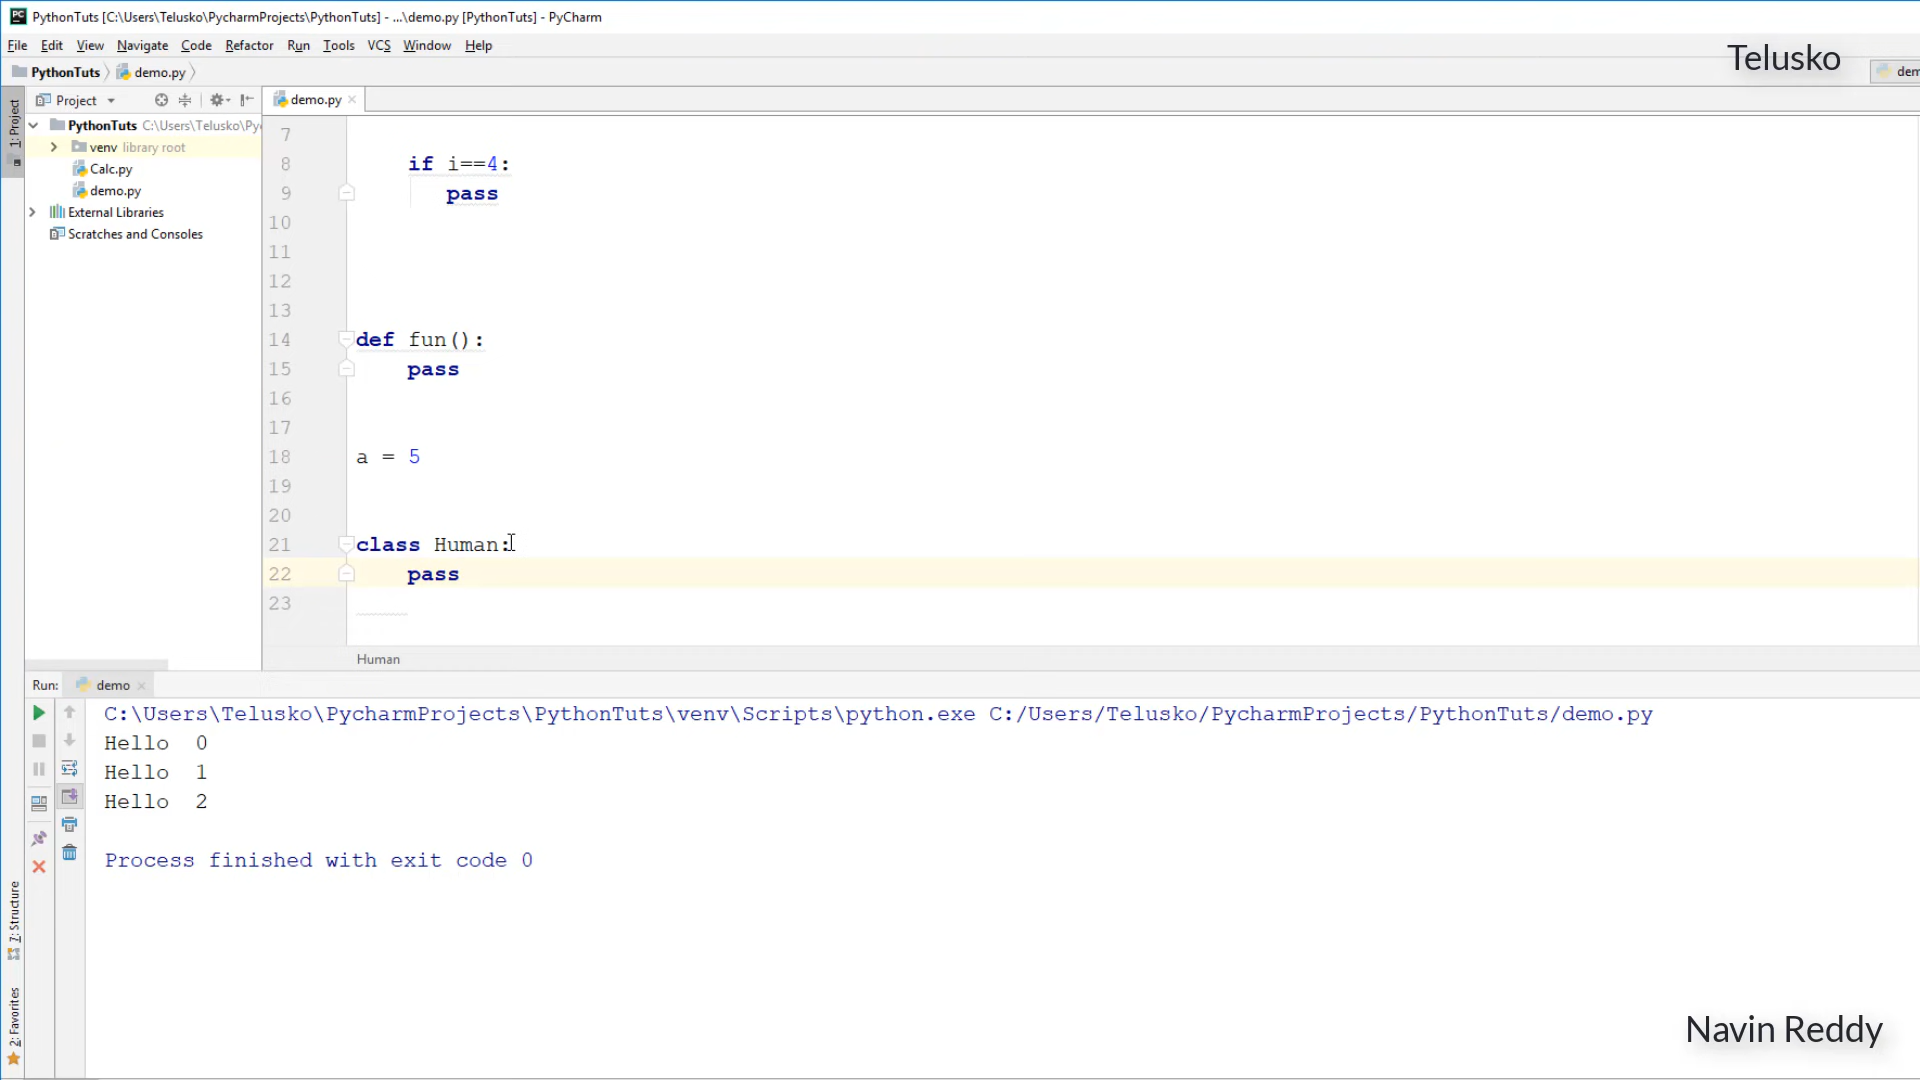 PythonTuts [C:\Users\Telusko\PycharmProjects\PythonTuts] - ...\demo.py [PythonTuts] - PyCharm
File Edit View Navigate Code Refactor Run Tools VCS Window Help
Telusko
PythonTuts demo.py
Project demo.py
1: Project
PythonTuts C:\Users\Telusko\Py
venv library root
Calc.py
demo.py
External Libraries
Scratches and Consoles
7
8 if i==4:
9 pass
10
11
12
13
14 def fun():
15 pass
16
17
18 a = 5
19
20
21 class Human:
22 pass
23
Human
Run: demo
C:\Users\Telusko\PycharmProjects\PythonTuts\venv\Scripts\python.exe C:/Users/Telusko/PycharmProjects/PythonTuts/demo.py
Hello  0
Hello  1
Hello  2
Process finished with exit code 0
7: Structure
2: Favorites
Navin Reddy